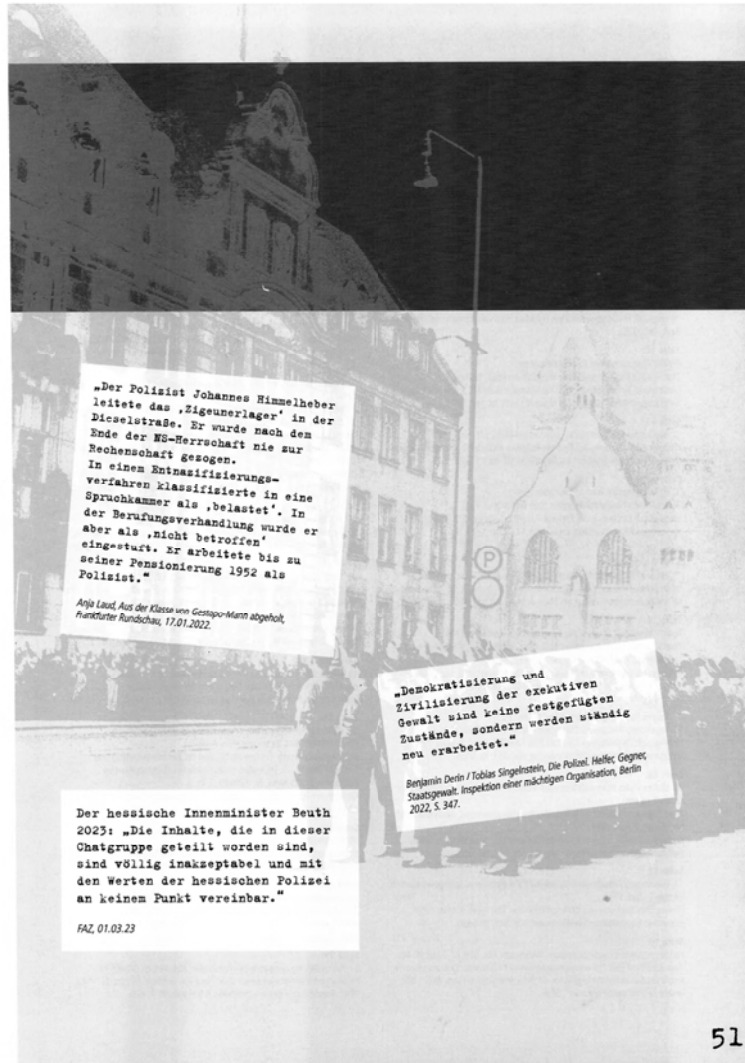 „Der Polizist Johannes Himmelheber
leitete das ‚Zigeunerlager‘ in der
Dieselstraße. Er wurde nach dem
Ende der NS-Herrschaft nie zur
Rechenschaft gezogen.
In einem Entnazifizierungs-
verfahren klassifizierte in eine
Spruchkammer als ‚belastet‘. In
der Berufungsverhandlung wurde er
aber als ‚nicht betroffen‘
eingestuft. Er arbeitete bis zu
seiner Pensionierung 1952 als
Polizist.“
Anja Laud, Aus der Klasse von Gestapo-Mann abgeholt,
Frankfurter Rundschau, 17.01.2022.
P
„Demokratisierung und
Zivilisierung der exekutiven
Gewalt sind keine festgefügten
Zustände, sondern werden ständig
neu erarbeitet.“
Benjamin Derin / Tobias Singelnstein, Die Polizei. Helfer, Gegner,
Staatsgewalt. Inspektion einer mächtigen Organisation, Berlin
2022, S. 347.
Der hessische Innenminister Beuth
2023: „Die Inhalte, die in dieser
Chatgruppe geteilt worden sind,
sind völlig inakzeptabel und mit
den Werten der hessischen Polizei
an keinem Punkt vereinbar.“
FAZ, 01.03.23
51